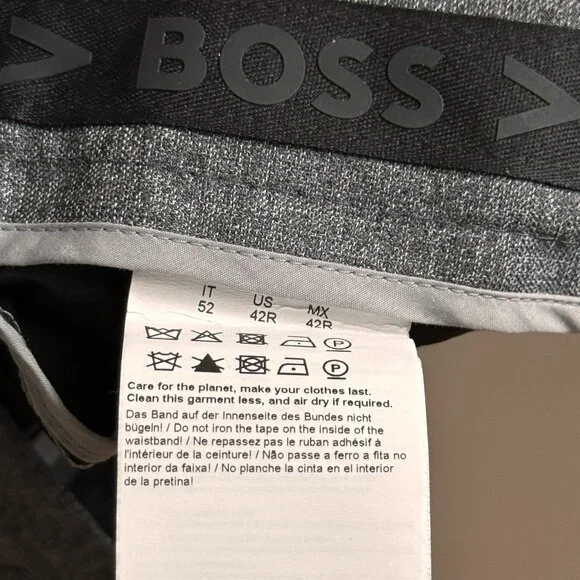 > BOSS >
IT US MX
52 42R 42R
P
P
Care for the planet, make your clothes last.
Clean this garment less, and air dry if required.
Das Band auf der Innenseite des Bundes nicht
bügeln! / Do not iron the tape on the inside of the
waistband! / Ne repassez pas le ruban adhésif à
l'intérieur de la ceinture! / Não passe a ferro a fita no
interior da faixa! / No planche la cinta en el interior
de la pretina!